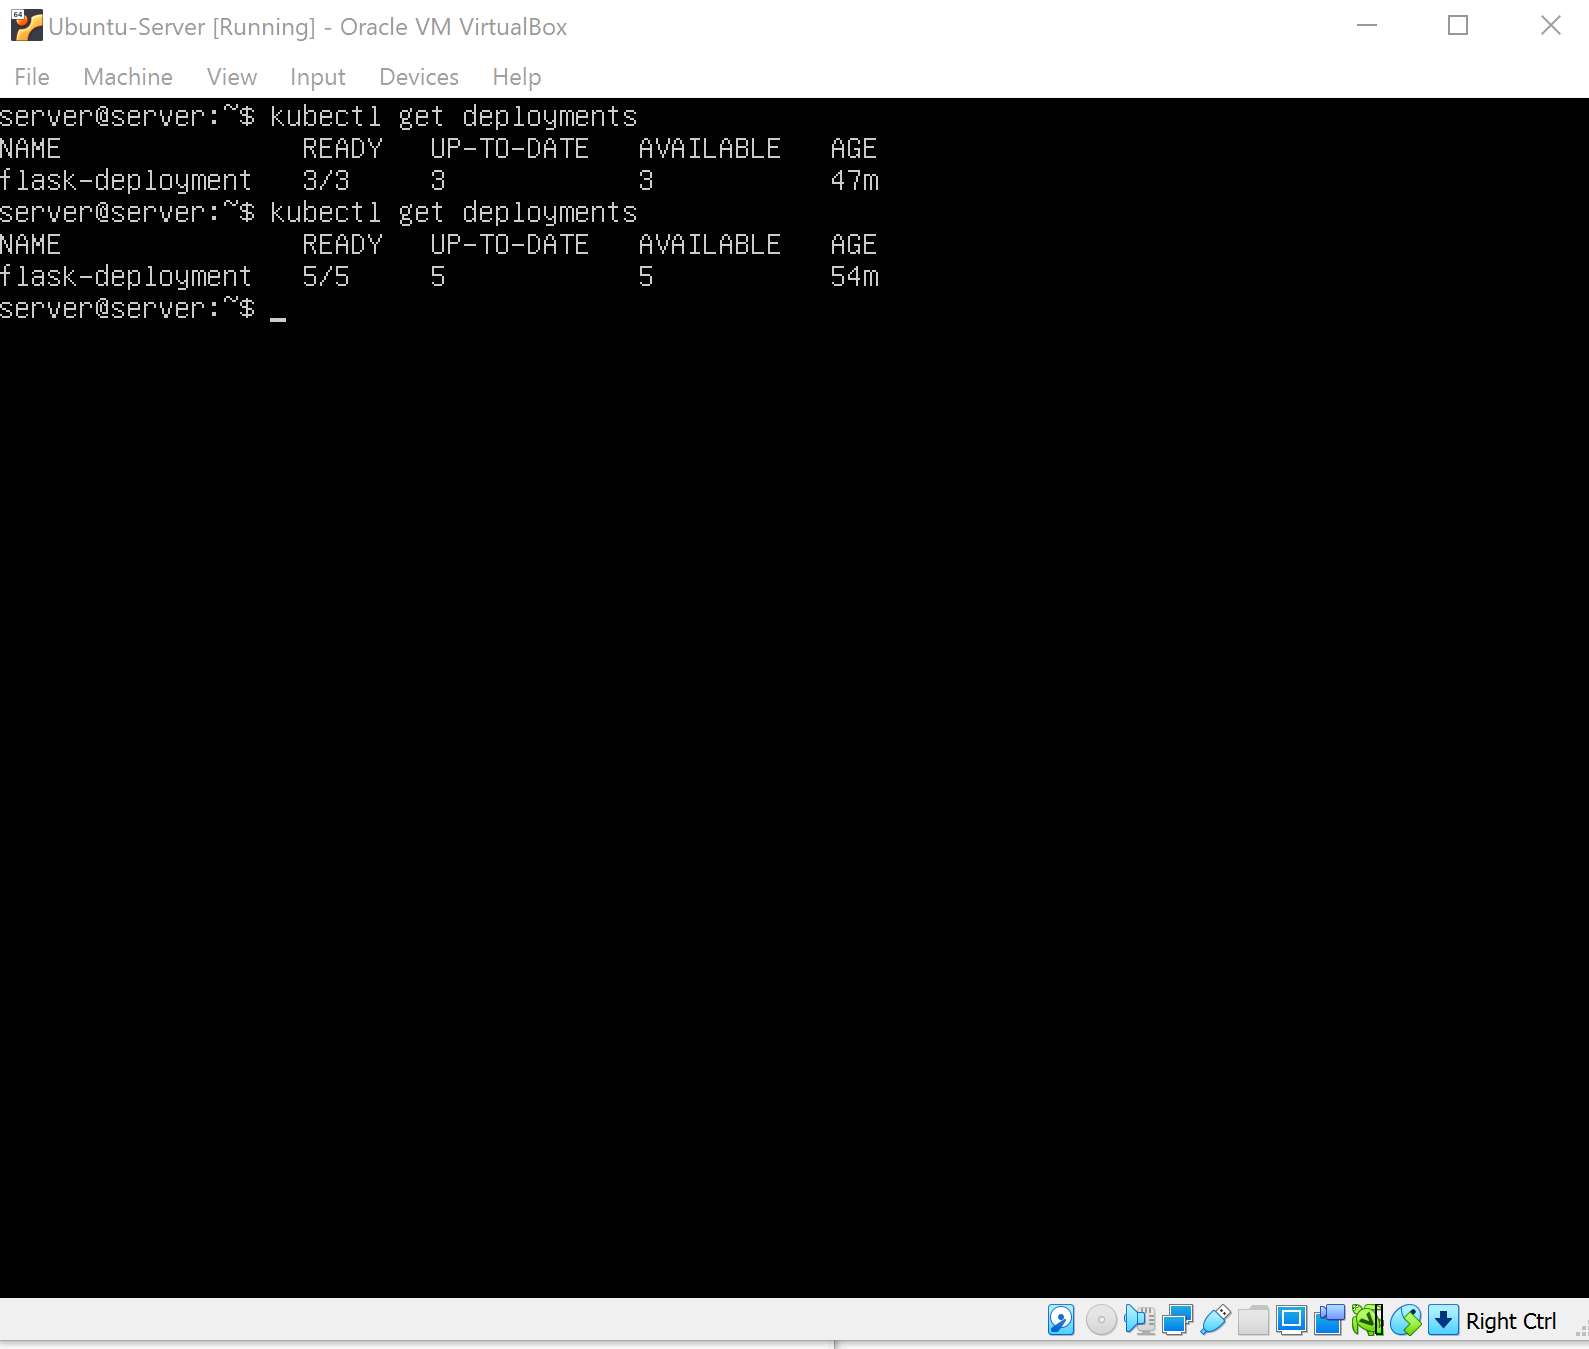 64
Ubuntu-Server [Running] - Oracle VM VirtualBox
File Machine View Input Devices Help
server@server:~$ kubectl get deployments
NAME READY UP-TO-DATE AVAILABLE AGE
flask-deployment 3/3 3 3 47m
server@server:~$ kubectl get deployments
NAME READY UP-TO-DATE AVAILABLE AGE
flask-deployment 5/5 5 5 54m
server@server:~$ _
Right Ctrl